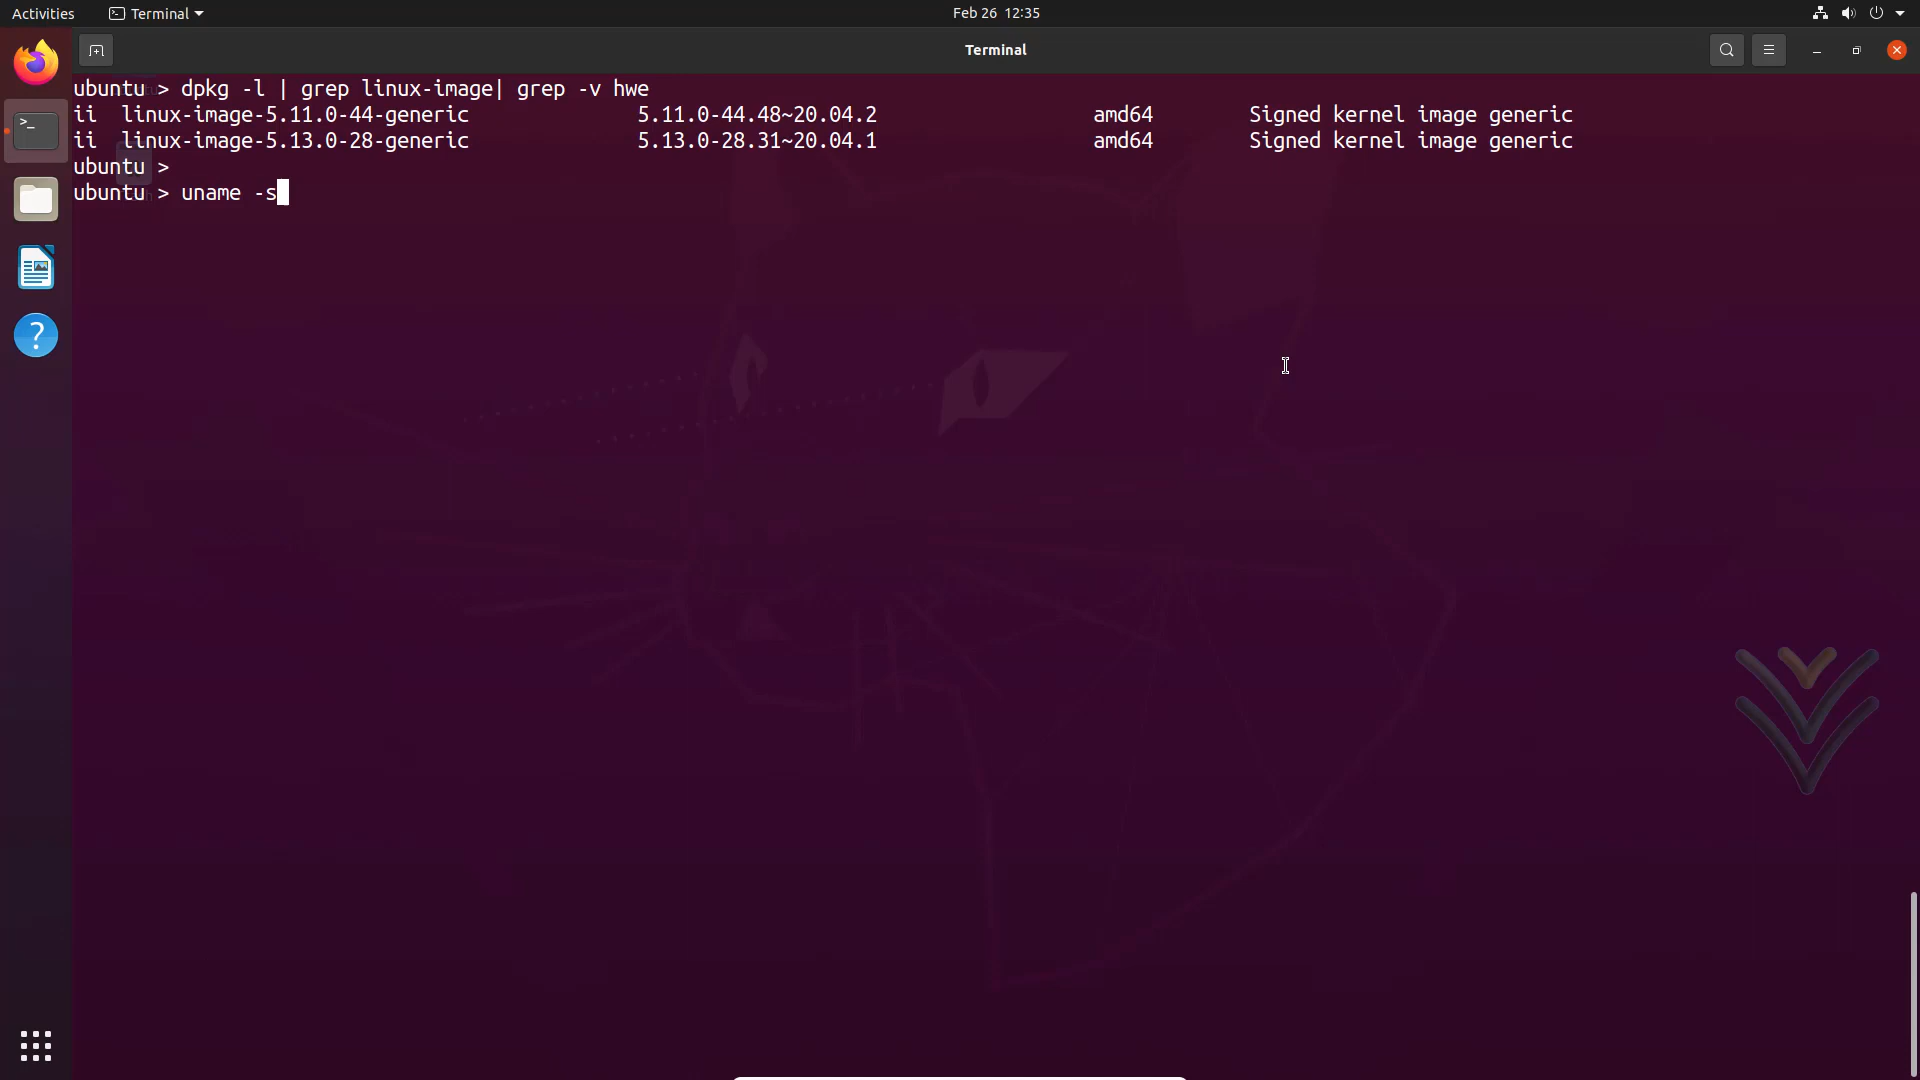 Activities Terminal Feb 26 12:35
Terminal
ubuntu > dpkg -l | grep linux-image| grep -v hwe
ii  linux-image-5.11.0-44-generic              5.11.0-44.48~20.04.2                  amd64        Signed kernel image generic
ii  linux-image-5.13.0-28-generic              5.13.0-28.31~20.04.1                  amd64        Signed kernel image generic
ubuntu >
ubuntu > uname -s